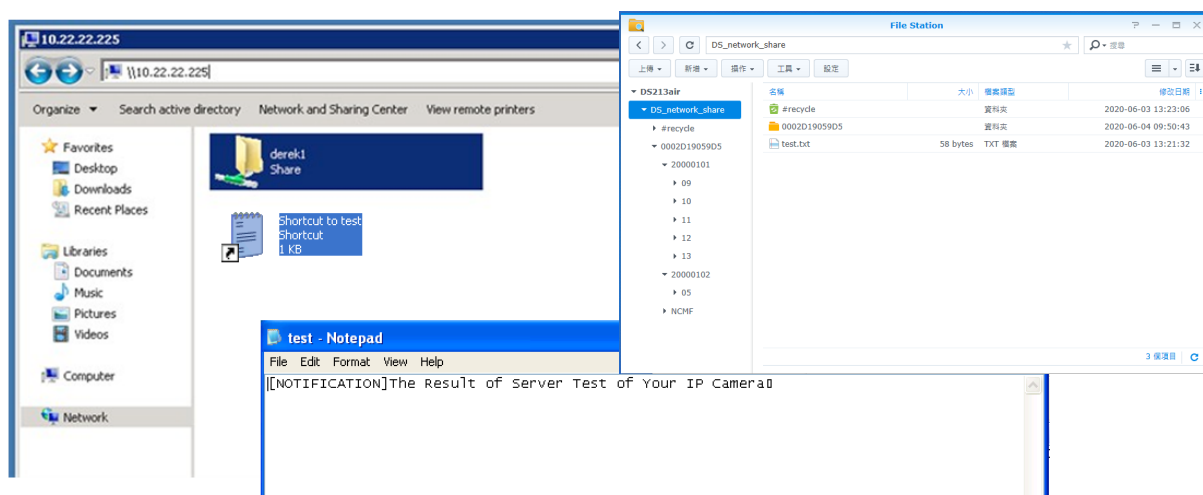 10.22.22.225
\\10.22.22.225
Organize Search active directory Network and Sharing Center View remote printers
Favorites
Desktop
Downloads
Recent Places
Libraries
Documents
Music
Pictures
Videos
Computer
Network
derek1
Share
Shortcut to test
Shortcut
1 KB
test - Notepad
File Edit Format View Help
[NOTIFICATION]The Result of Server Test of Your IP Camera
File Station
DS_network_share
搜尋
上傳 新增 操作 工具 設定
DS213air
DS_network_share
#recycle
0002D19059D5
20000101
09
10
11
12
13
20000102
05
NCMF
名稱 大小 檔案類型 修改日期
#recycle 資料夾 2020-06-03 13:23:06
0002D19059D5 資料夾 2020-06-04 09:50:43
test.txt 58 bytes TXT 檔案 2020-06-03 13:21:32
3 個項目